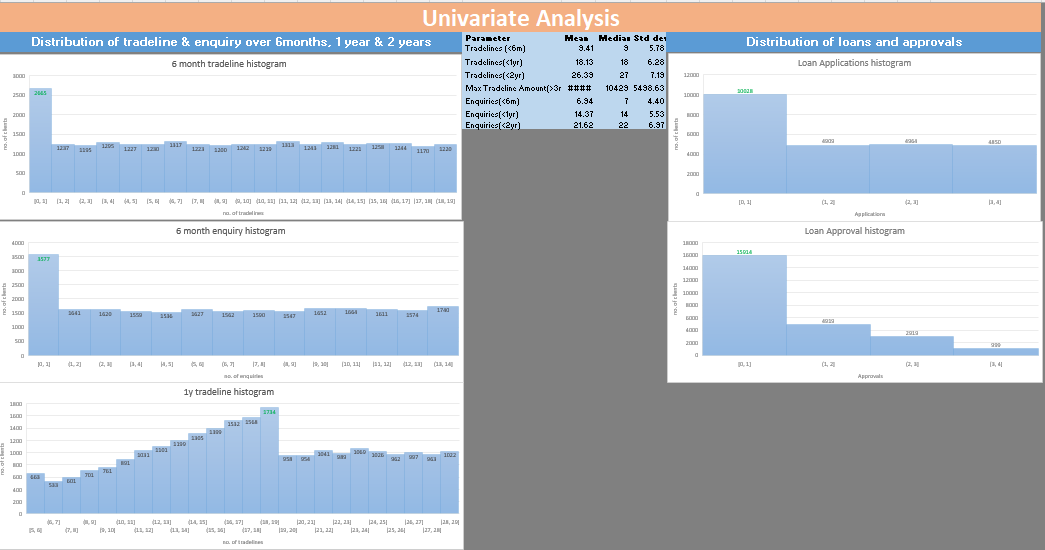 Univariate Analysis
Distribution of tradeline & enquiry over 6months, 1 year & 2 years
Parameter Mean Median Std dev
Tradelines (<6m) 9.41 9 5.78
Tradelines(<1yr) 18.13 18 6.28
Tradelines(<2yr) 26.39 27 7.19
Max Tradeline Amount(>3r #### 10429 5498.63
Enquiries(<6m) 6.94 7 4.40
Enquiries(<1yr) 14.37 14 5.53
Enquiries(<2yr) 21.62 22 6.97
Distribution of loans and approvals
6 month tradeline histogram
no. of clients
3000
2500
2000
1500
1000
500
0
2665 1237 1195 1295 1227 1230 1317 1223 1200 1242 1219 1313 1243 1281 1221 1258 1244 1170 1220
[0, 1] (1, 2] (2, 3] (3, 4] (4, 5] (5, 6] (6, 7] (7, 8] (8, 9] (9, 10] (10, 11] (11, 12] (12, 13] (13, 14] (14, 15] (15, 16] (16, 17] (17, 18] (18, 19]
no. of tradelines
6 month enquiry histogram
no. of clients
4000
3500
3000
2500
2000
1500
1000
500
0
3577 1641 1620 1559 1536 1627 1562 1590 1547 1652 1664 1611 1574 1740
[0, 1] (1, 2] (2, 3] (3, 4] (4, 5] (5, 6] (6, 7] (7, 8] (8, 9] (9, 10] (10, 11] (11, 12] (12, 13] (13, 14]
no. of enquiries
1y tradeline histogram
no. of clients
1800
1600
1400
1200
1000
800
600
400
200
0
663 533 601 701 761 891 1031 1101 1199 1305 1399 1532 1568 1734 958 954 1041 989 1069 1026 962 997 963 1022
(6, 7] (8, 9] (10, 11] (12, 13] (14, 15] (16, 17] (18, 19] (20, 21] (22, 23] (24, 25] (26, 27] (28, 29]
[5, 6] (7, 8] (9, 10] (11, 12] (13, 14] (15, 16] (17, 18] (19, 20] (21, 22] (23, 24] (25, 26] (27, 28]
no. of tradelines
Loan Applications histogram
no. of clients
12000
10000
8000
6000
4000
2000
0
4909 4964 4850
[0, 1] (1, 2] (2, 3] (3, 4]
Applications
Loan Approval histogram
no. of clients
18000
16000
14000
12000
10000
8000
6000
4000
2000
0
15914 4939 2919 999
[0, 1] (1, 2] (2, 3] (3, 4]
Approvals